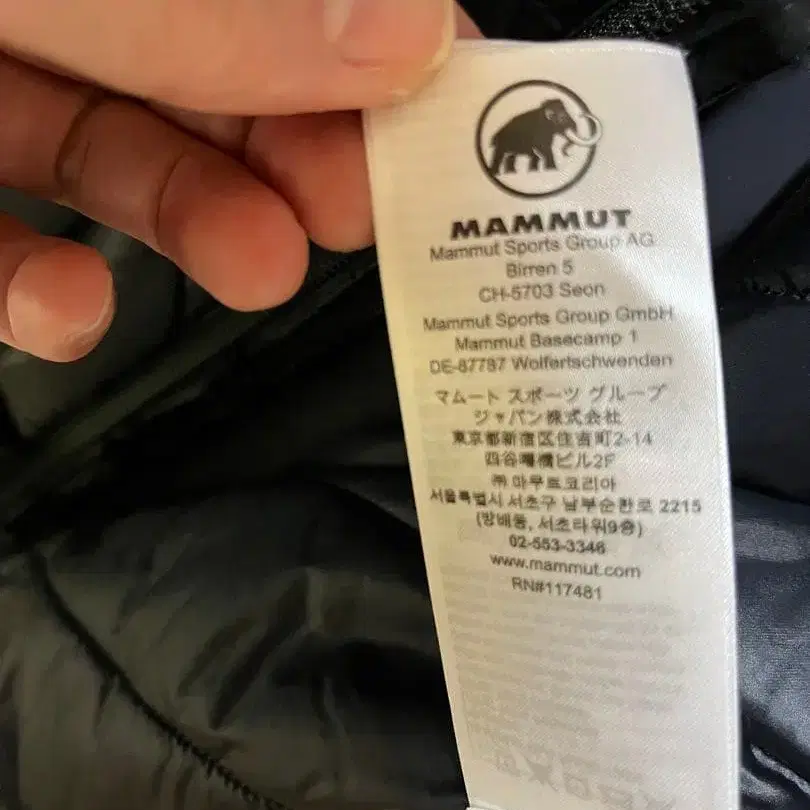 MAMMUT
Mammut Sports Group AG
Birren 5
CH-5703 Seon
Mammut Sports Group GmbH
Mammut Basecamp 1
DE-87787 Wolfertschwenden
マムート スポーツ グループ
ジャパン株式会社
東京都新宿区住吉町2-14
四谷曙橋ビル2F
㈜ 마무트코리아
서울특별시 서초구 남부순환로 2215
(방배동, 서초타워9층)
02-553-3346
www.mammut.com
RN#117481